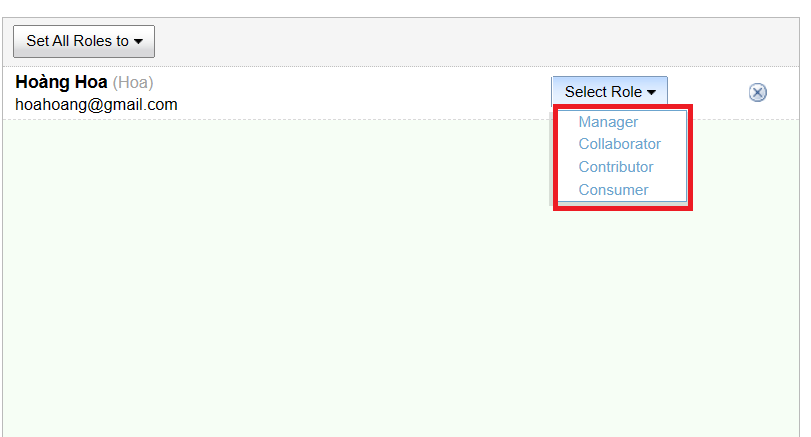 Set All Roles to
Hoàng Hoa (Hoa)
hoahoang@gmail.com
Select Role
Manager
Collaborator
Contributor
Consumer